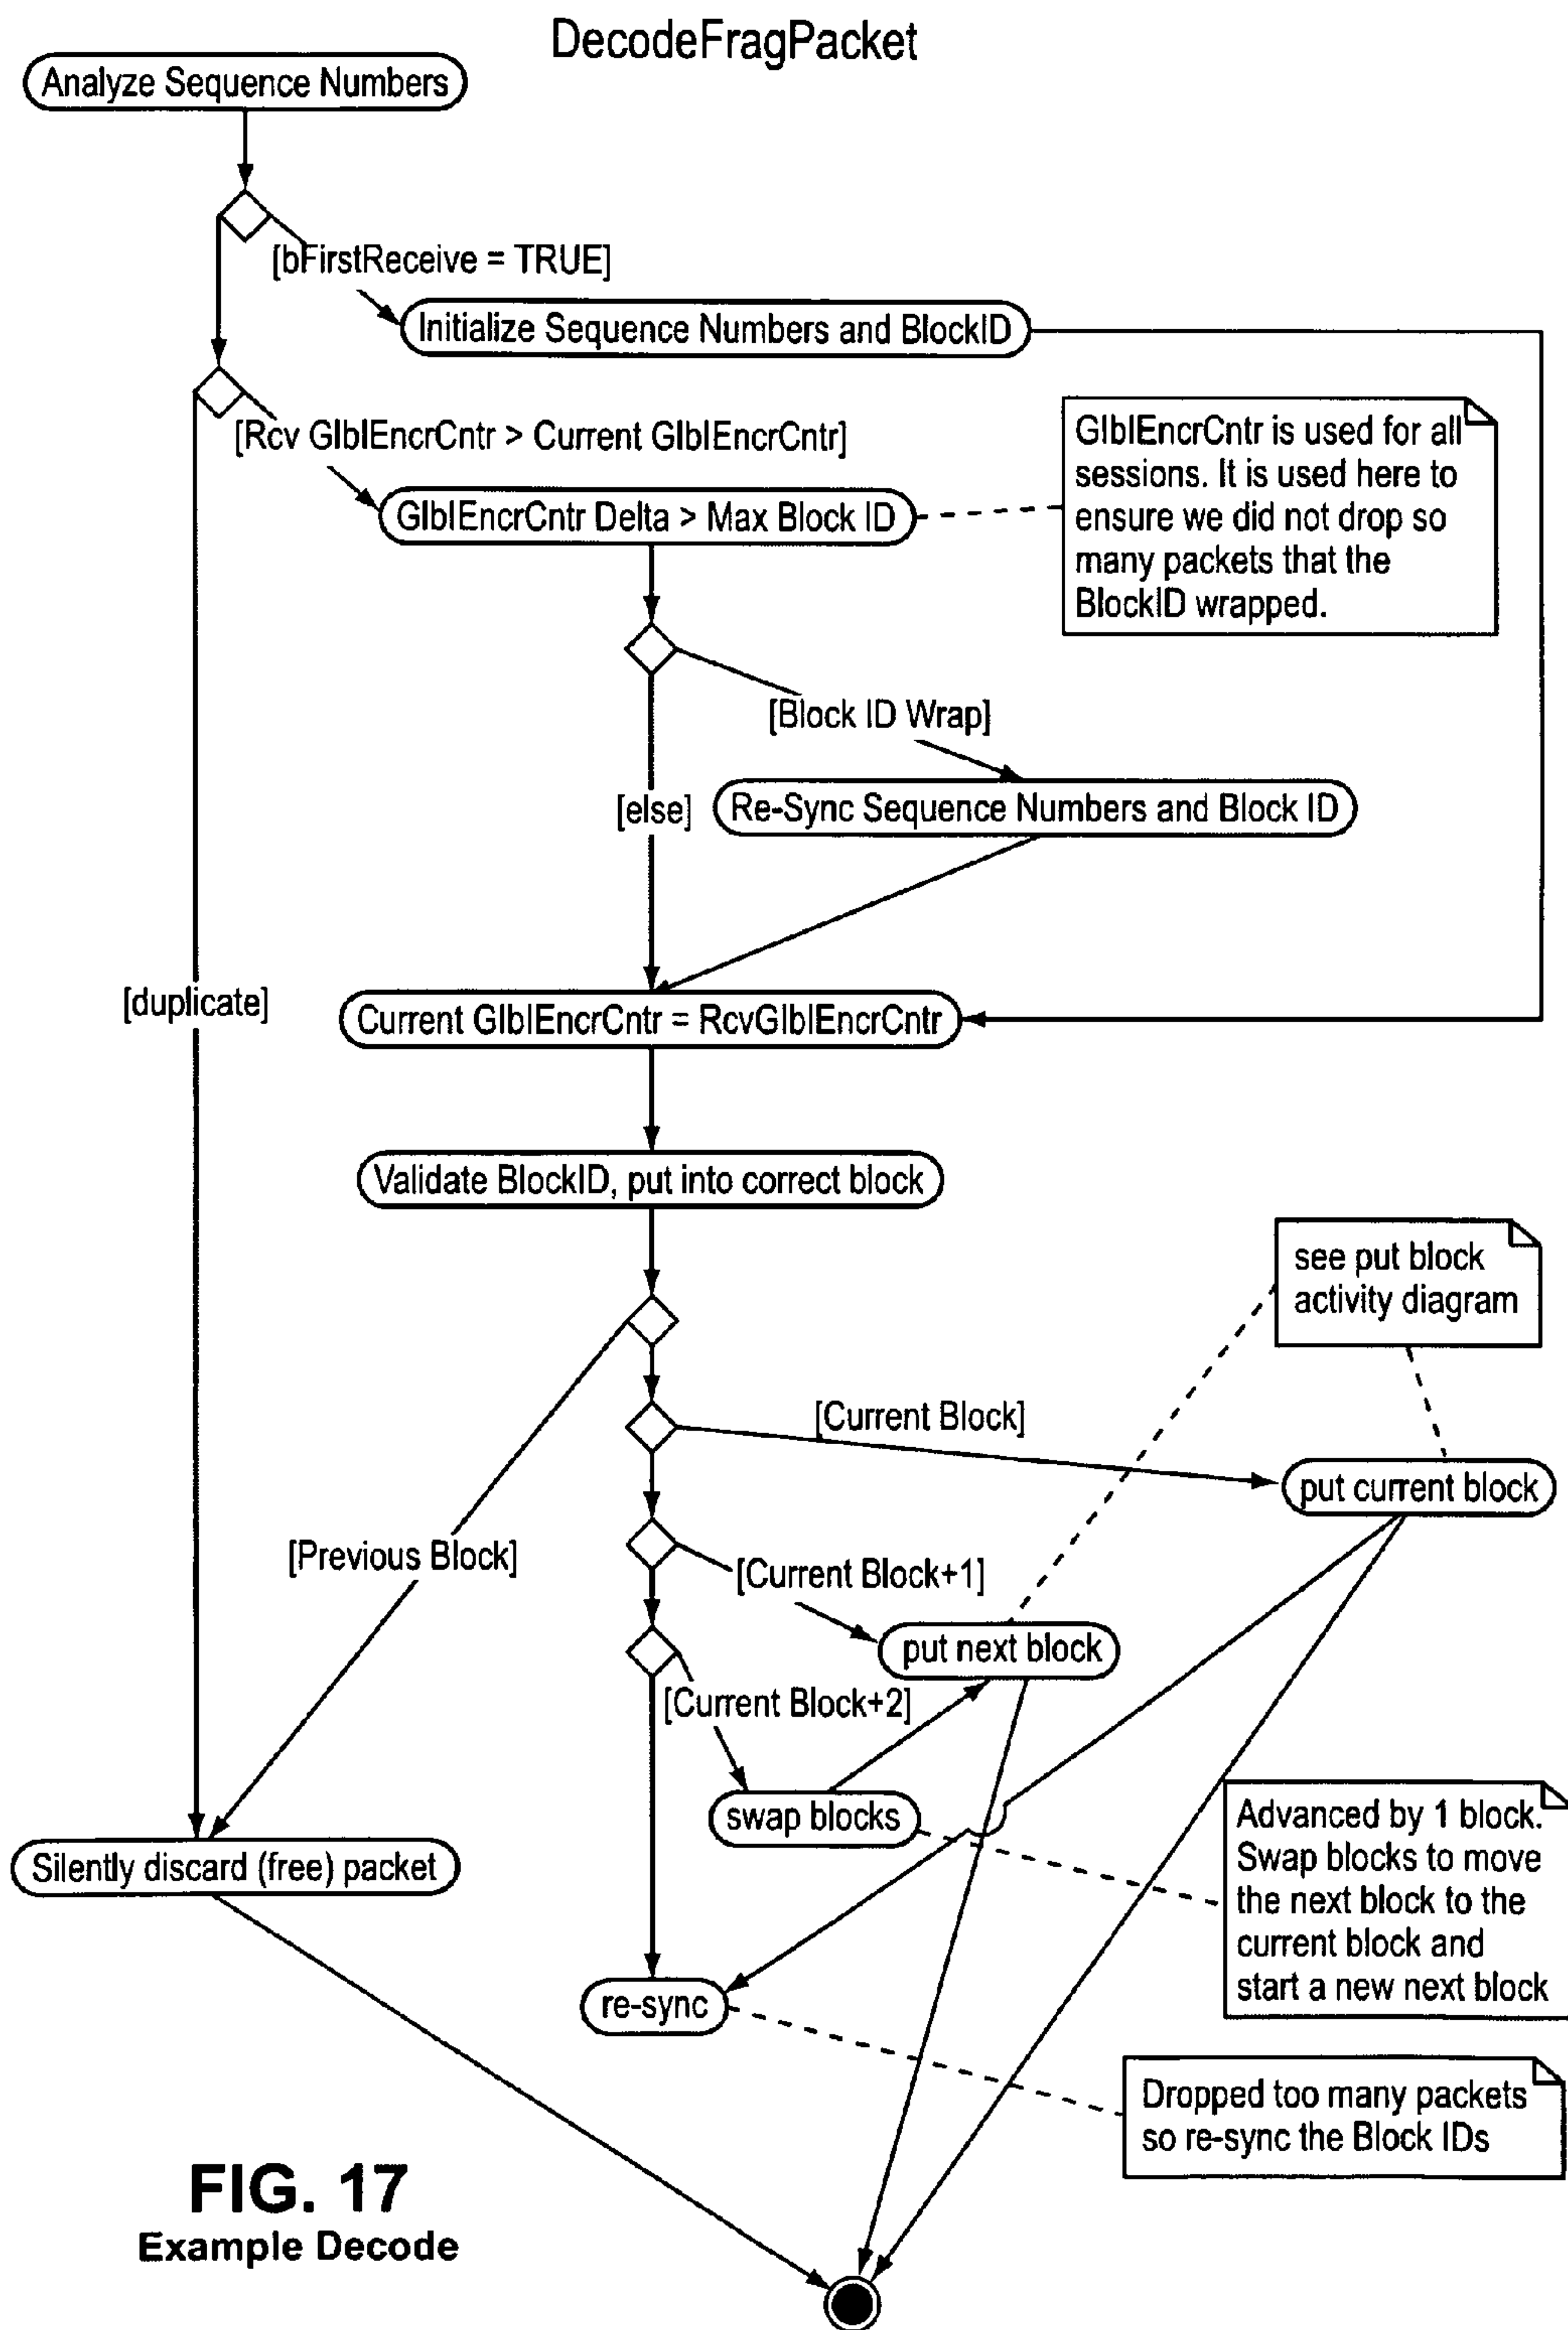 DecodeFragPacket
Analyze Sequence Numbers
[bFirstReceive = TRUE]
Initialize Sequence Numbers and BlockID
[Rcv GlblEncrCntr > Current GlblEncrCntr]
GlblEncrCntr is used for all
sessions. It is used here to
ensure we did not drop so
many packets that the
BlockID wrapped.
GlblEncrCntr Delta > Max Block ID
[Block ID Wrap]
[else]
Re-Sync Sequence Numbers and Block ID
[duplicate]
Current GlblEncrCntr = RcvGlblEncrCntr
Validate BlockID, put into correct block
see put block
activity diagram
[Current Block]
put current block
[Previous Block]
[Current Block+1]
put next block
[Current Block+2]
swap blocks
Advanced by 1 block.
Swap blocks to move
the next block to the
current block and
start a new next block
Silently discard (free) packet
re-sync
Dropped too many packets
so re-sync the Block IDs
FIG. 17
Example Decode